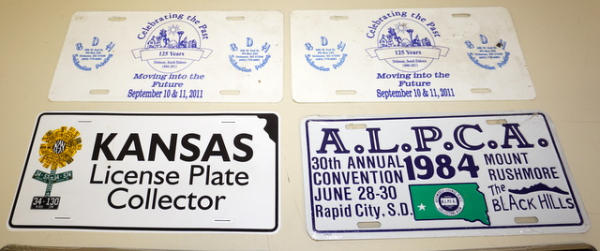 Celebrating the Past
125 Years
B D H
Moving into the
Future
September 10 & 11, 2011
Celebrating the Past
125 Years
B D H
Moving into the
Future
September 10 & 11, 2011
KANSAS
License Plate
Collector
A.L.P.C.A.
30th ANNUAL
CONVENTION
JUNE 28-30
Rapid City, S.D.
1984
MOUNT
RUSHMORE
The
BLACK HILLS